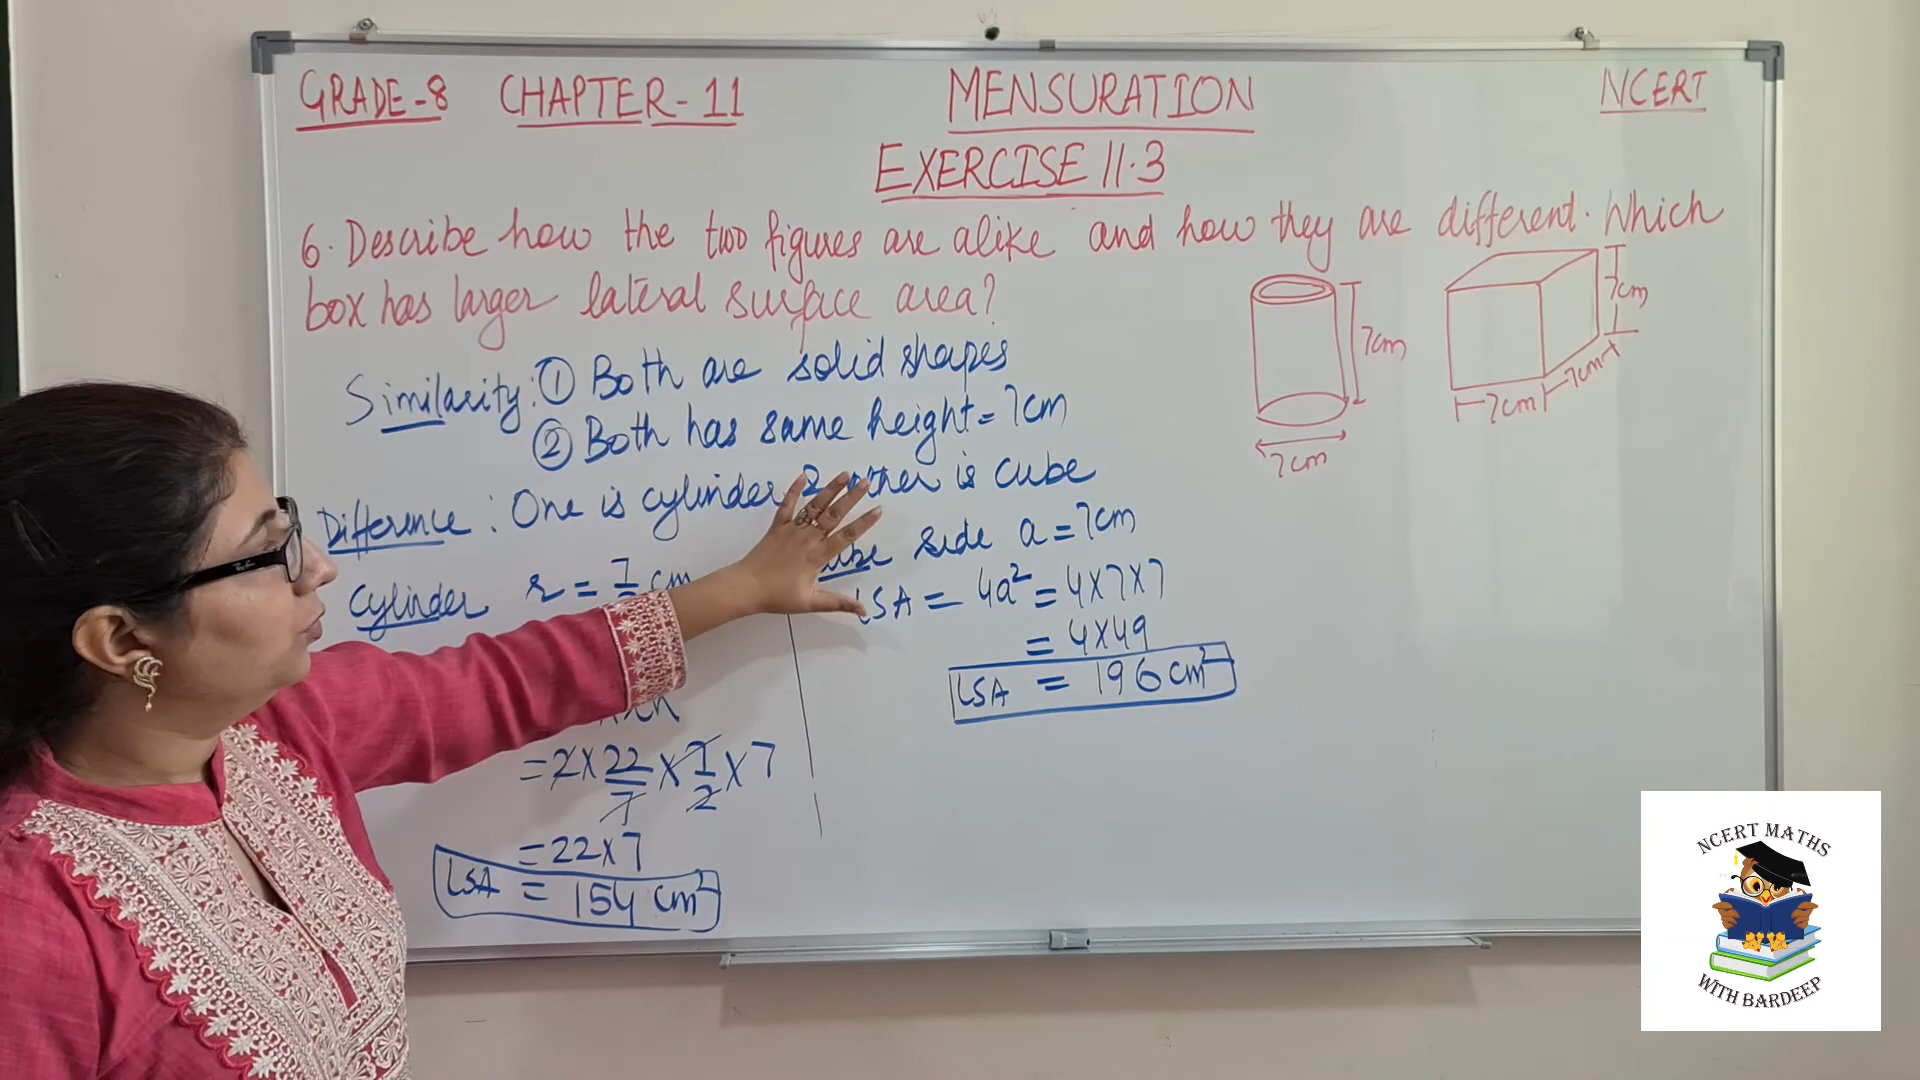 GRADE-8 CHAPTER-11 MENSURATION NCERT
EXERCISE 11.3
6. Describe how the two figures are alike and how they are different. Which
box has larger lateral surface area?
7cm
7cm
7cm
7cm
7cm
Similarity: ① Both are solid shapes
② Both has same height = 7cm
Difference: One is cylinder & other is cube
Cylinder r = 7/ cm
side a = 7cm
LSA = 4a² = 4×7×7
= 4×49
LSA = 196 cm²
= 2 × 22/7 × 7/2 × 7
= 22×7
LSA = 154 cm²
NCERT MATHS
WITH BARDEEP